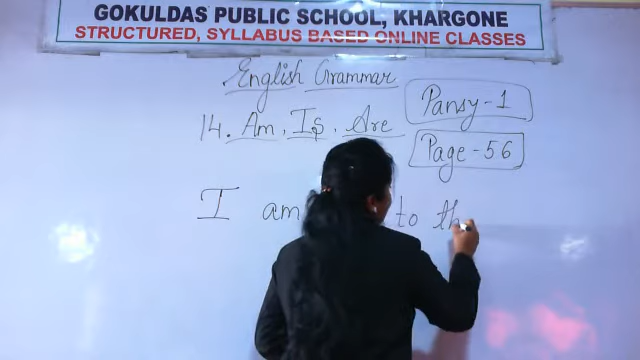 GOKULDAS PUBLIC SCHOOL, KHARGONE
STRUCTURED, SYLLABUS BASED ONLINE CLASSES
English Grammar
Pansy-1
14. Am, Is, Are
Page-56
I am to th